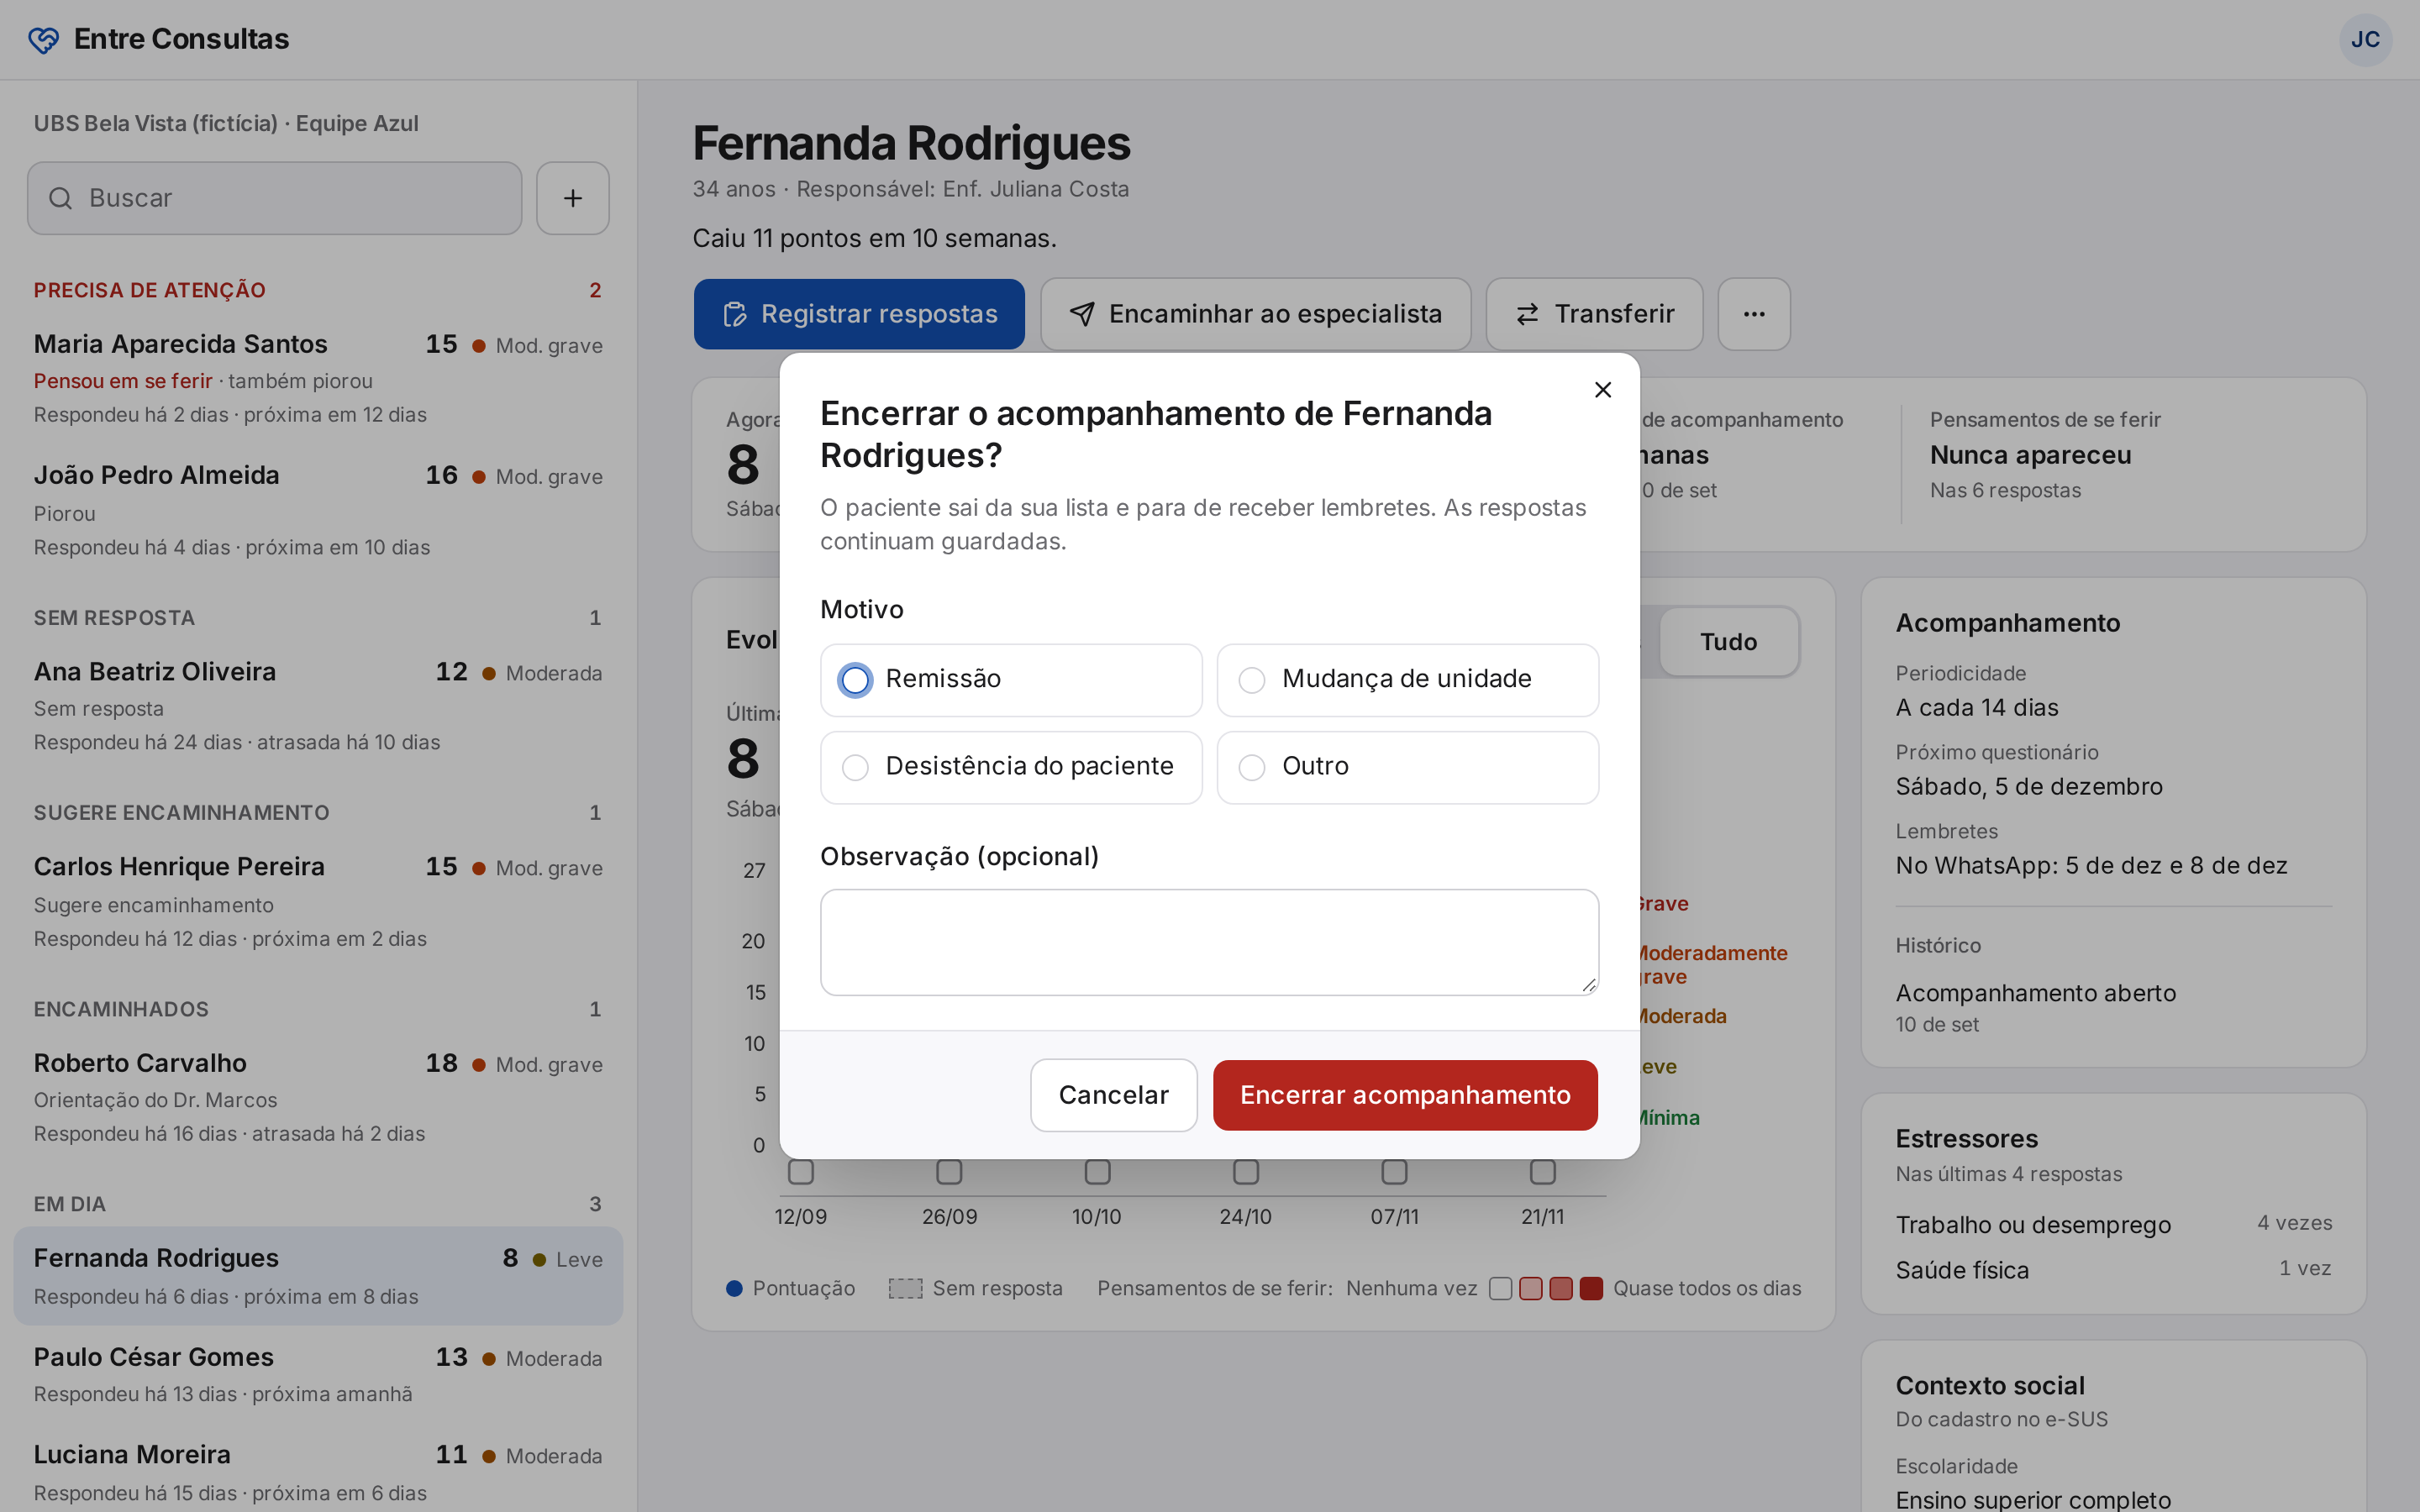 Entre Consultas
JC
UBS Bela Vista (fictícia) · Equipe Azul
Buscar
PRECISA DE ATENÇÃO 2
Maria Aparecida Santos 15 Mod. grave
Pensou em se ferir · também piorou
Respondeu há 2 dias · próxima em 12 dias
João Pedro Almeida 16 Mod. grave
Piorou
Respondeu há 4 dias · próxima em 10 dias
SEM RESPOSTA 1
Ana Beatriz Oliveira 12 Moderada
Sem resposta
Respondeu há 24 dias · atrasada há 10 dias
SUGERE ENCAMINHAMENTO 1
Carlos Henrique Pereira 15 Mod. grave
Sugere encaminhamento
Respondeu há 12 dias · próxima em 2 dias
ENCAMINHADOS 1
Roberto Carvalho 18 Mod. grave
Orientação do Dr. Marcos
Respondeu há 16 dias · atrasada há 2 dias
EM DIA 3
Fernanda Rodrigues 8 Leve
Respondeu há 6 dias · próxima em 8 dias
Paulo César Gomes 13 Moderada
Respondeu há 13 dias · próxima amanhã
Luciana Moreira 11 Moderada
Respondeu há 15 dias · próxima em 6 dias
Fernanda Rodrigues
34 anos · Responsável: Enf. Juliana Costa
Caiu 11 pontos em 10 semanas.
Registrar respostas
Encaminhar ao especialista
Transferir
Agora
8
de acompanhamento
0 de set
Pensamentos de se ferir
Nunca apareceu
Nas 6 respostas
Encerrar o acompanhamento de Fernanda
Rodrigues?
O paciente sai da sua lista e para de receber lembretes. As respostas
continuam guardadas.
Motivo
Remissão
Mudança de unidade
Desistência do paciente
Outro
Observação (opcional)
Cancelar
Encerrar acompanhamento
Tudo
8
27
20
15
10
5
0
Grave
Moderadamente
grave
Moderada
Leve
Mínima
12/09 26/09 10/10 24/10 07/11 21/11
Pontuação Sem resposta Pensamentos de se ferir: Nenhuma vez Quase todos os dias
Acompanhamento
Periodicidade
A cada 14 dias
Próximo questionário
Sábado, 5 de dezembro
Lembretes
No WhatsApp: 5 de dez e 8 de dez
Histórico
Acompanhamento aberto
10 de set
Estressores
Nas últimas 4 respostas
Trabalho ou desemprego 4 vezes
Saúde física 1 vez
Contexto social
Do cadastro no e-SUS
Escolaridade
Ensino superior completo